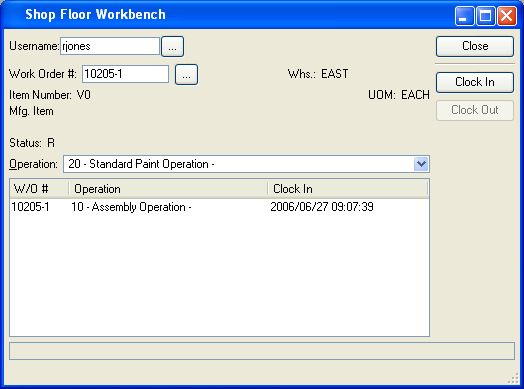 Shop Floor Workbench
Username: rjones ... Close
Work Order #: 10205-1 ... Whs.: EAST Clock In
Item Number: V0 UOM: EACH Clock Out
Mfg. Item
Status: R
Operation: 20 - Standard Paint Operation -
W/O # Operation Clock In
10205-1 10 - Assembly Operation - 2006/06/27 09:07:39